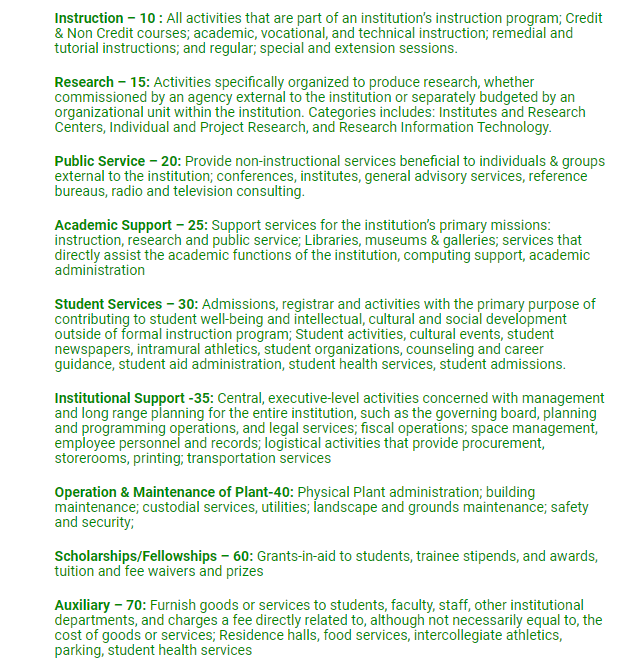 Instruction – 10 : All activities that are part of an institution's instruction program; Credit
& Non Credit courses; academic, vocational, and technical instruction; remedial and
tutorial instructions; and regular; special and extension sessions.
Research – 15: Activities specifically organized to produce research, whether
commissioned by an agency external to the institution or separately budgeted by an
organizational unit within the institution. Categories includes: Institutes and Research
Centers, Individual and Project Research, and Research Information Technology.
Public Service – 20: Provide non-instructional services beneficial to individuals & groups
external to the institution; conferences, institutes, general advisory services, reference
bureaus, radio and television consulting.
Academic Support – 25: Support services for the institution's primary missions:
instruction, research and public service; Libraries, museums & galleries; services that
directly assist the academic functions of the institution, computing support, academic
administration
Student Services – 30: Admissions, registrar and activities with the primary purpose of
contributing to student well-being and intellectual, cultural and social development
outside of formal instruction program; Student activities, cultural events, student
newspapers, intramural athletics, student organizations, counseling and career
guidance, student aid administration, student health services, student admissions.
Institutional Support -35: Central, executive-level activities concerned with management
and long range planning for the entire institution, such as the governing board, planning
and programming operations, and legal services; fiscal operations; space management,
employee personnel and records; logistical activities that provide procurement,
storerooms, printing; transportation services
Operation & Maintenance of Plant-40: Physical Plant administration; building
maintenance; custodial services, utilities; landscape and grounds maintenance; safety
and security;
Scholarships/Fellowships – 60: Grants-in-aid to students, trainee stipends, and awards,
tuition and fee waivers and prizes
Auxiliary – 70: Furnish goods or services to students, faculty, staff, other institutional
departments, and charges a fee directly related to, although not necessarily equal to, the
cost of goods or services; Residence halls, food services, intercollegiate athletics,
parking, student health services